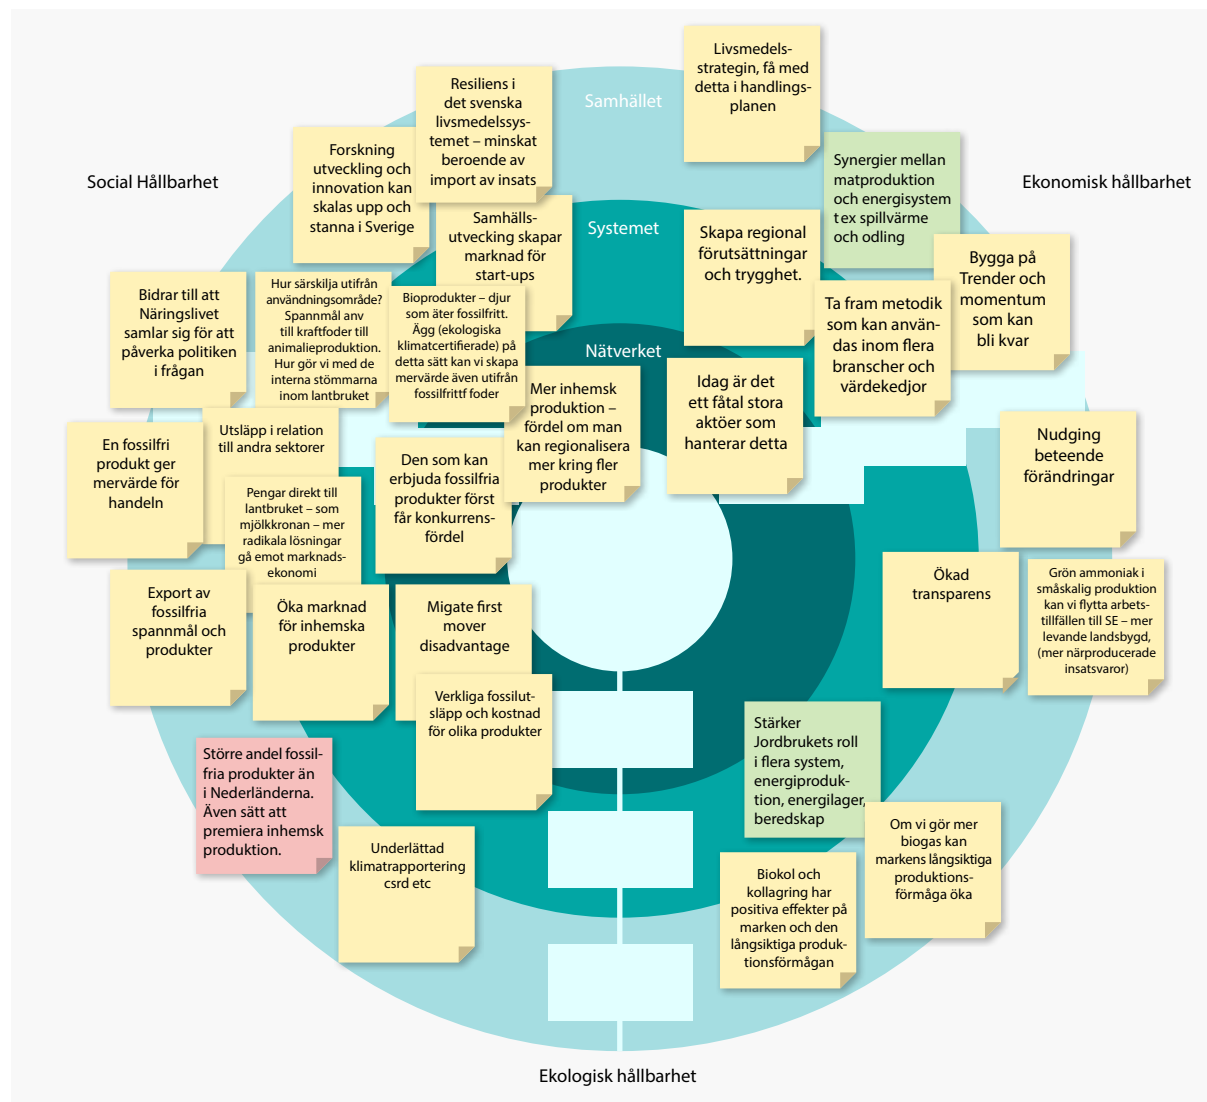 Livsmedels-
strategin, få med
detta i handlings-
planen
Samhället
Resiliens i
det svenska
livsmedelssys-
temet – minskat
beroende av
import av insats
Forskning
utveckling och
innovation kan
skalas upp och
stanna i Sverige
Synergier mellan
matproduktion
och energisystem
t ex spillvärme
och odling
Social Hållbarhet
Ekonomisk hållbarhet
Samhälls-
utvecking skapar
marknad för
start-ups
Systemet
Skapa regional
förutsättningar
och trygghet.
Bygga på
Trender och
momentum
som kan
bli kvar
Bidrar till att
Näringslivet
samlar sig för att
påverka politiken
i frågan
Hur särskilja utifrån
användningsområde?
Spannmål anv
till kraftfoder till
animalieproduktion.
Hur gör vi med de
interna stömmarna
inom lantbruket
Bioprodukter – djur
som äter fossilfritt.
Ägg (ekologiska
klimatcertifierade) på
detta sätt kan vi skapa
mervärde även utifrån
fossilfrittf foder
Ta fram metodik
som kan använ-
das inom flera
branscher och
värdekedjor
Nätverket
Mer inhemsk
produktion –
fördel om man
kan regionalisera
mer kring fler
produkter
Idag är det
ett fåtal stora
aktöer som
hanterar detta
En fossilfri
produkt ger
mervärde för
handeln
Utsläpp i relation
till andra sektorer
Nudging
beteende
förändringar
Den som kan
erbjuda fossilfria
produkter först
får konkurrens-
fördel
Pengar direkt till
lantbruket – som
mjölkkronan – mer
radikala lösningar
gå emot marknads-
ekonomi
Ökad
transparens
Grön ammoniak i
småskalig produktion
kan vi flytta arbets-
tillfällen till SE – mer
levande landsbygd,
(mer närproducerade
insatsvaror)
Export av
fossilfria
spannmål och
produkter
Öka marknad
för inhemska
produkter
Migate first
mover
disadvantage
Verkliga fossilut-
släpp och kostnad
för olika produkter
Stärker
Jordbrukets roll
i flera system,
energiproduk-
tion, energilager,
beredskap
Större andel fossil-
fria produkter än
i Nederländerna.
Även sätt att
premiera inhemsk
produktion.
Om vi gör mer
biogas kan
markens långsiktiga
produktions-
förmåga öka
Underlättad
klimatrapportering
csrd etc
Biokol och
kollagring har
positiva effekter på
marken och den
långsiktiga produk-
tionsförmågan
Ekologisk hållbarhet